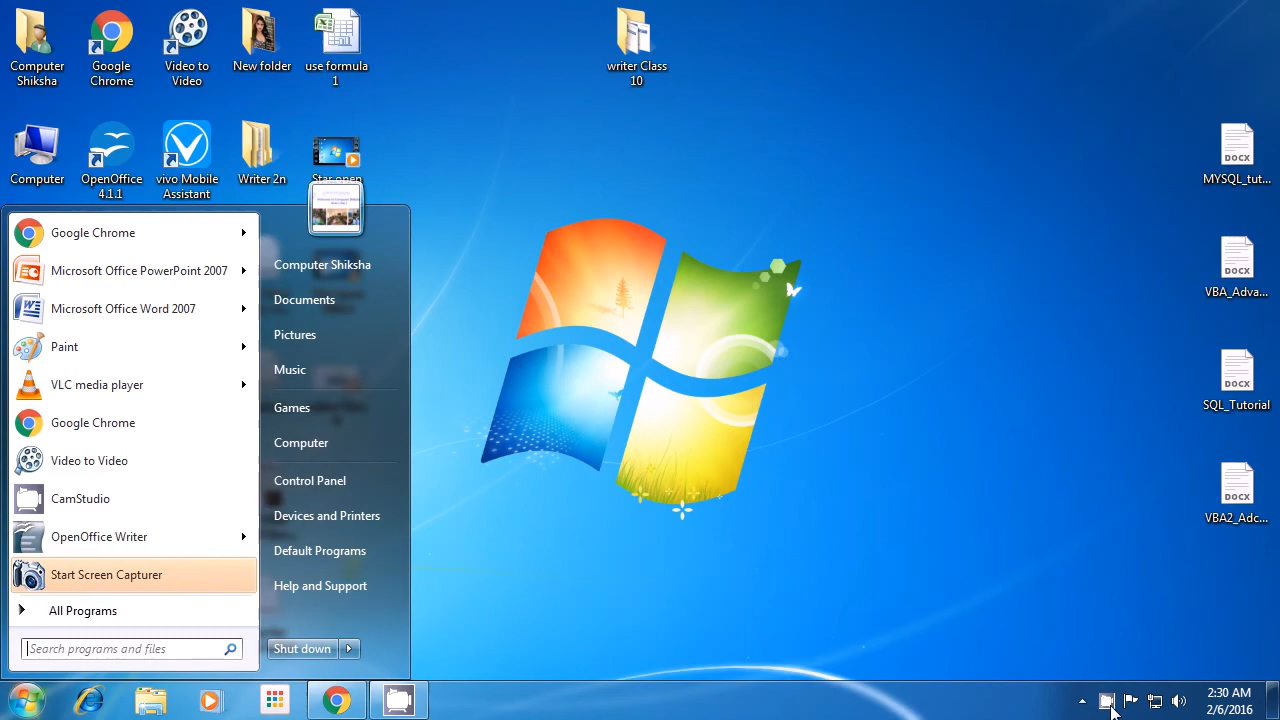 Computer
Shiksha
Google
Chrome
Video to
Video
New folder
use formula
1
writer Class
10
Computer
OpenOffice
4.1.1
vivo Mobile
Assistant
Writer 2n
Star open
DOCX
MYSQL_tut...
DOCX
VBA_Adva...
DOCX
SQL_Tutorial
DOCX
VBA2_Adc...
Google Chrome
Microsoft Office PowerPoint 2007
Microsoft Office Word 2007
Paint
VLC media player
Google Chrome
Video to Video
CamStudio
OpenOffice Writer
Start Screen Capturer
All Programs
Search programs and files
Computer Shiksha
Documents
Pictures
Music
Games
Computer
Control Panel
Devices and Printers
Default Programs
Help and Support
Shut down
2:30 AM
2/6/2016